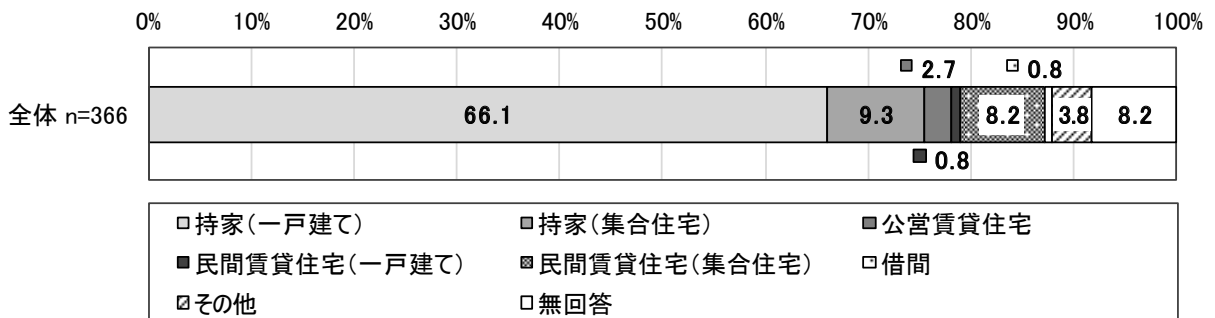 0% 10% 20% 30% 40% 50% 60% 70% 80% 90% 100%
2.7 0.8
全体 n=366 66.1 9.3 8.2 3.8 8.2
0.8
持家(一戸建て) 持家(集合住宅) 公営賃貸住宅
民間賃貸住宅(一戸建て) 民間賃貸住宅(集合住宅) 借間
その他 無回答